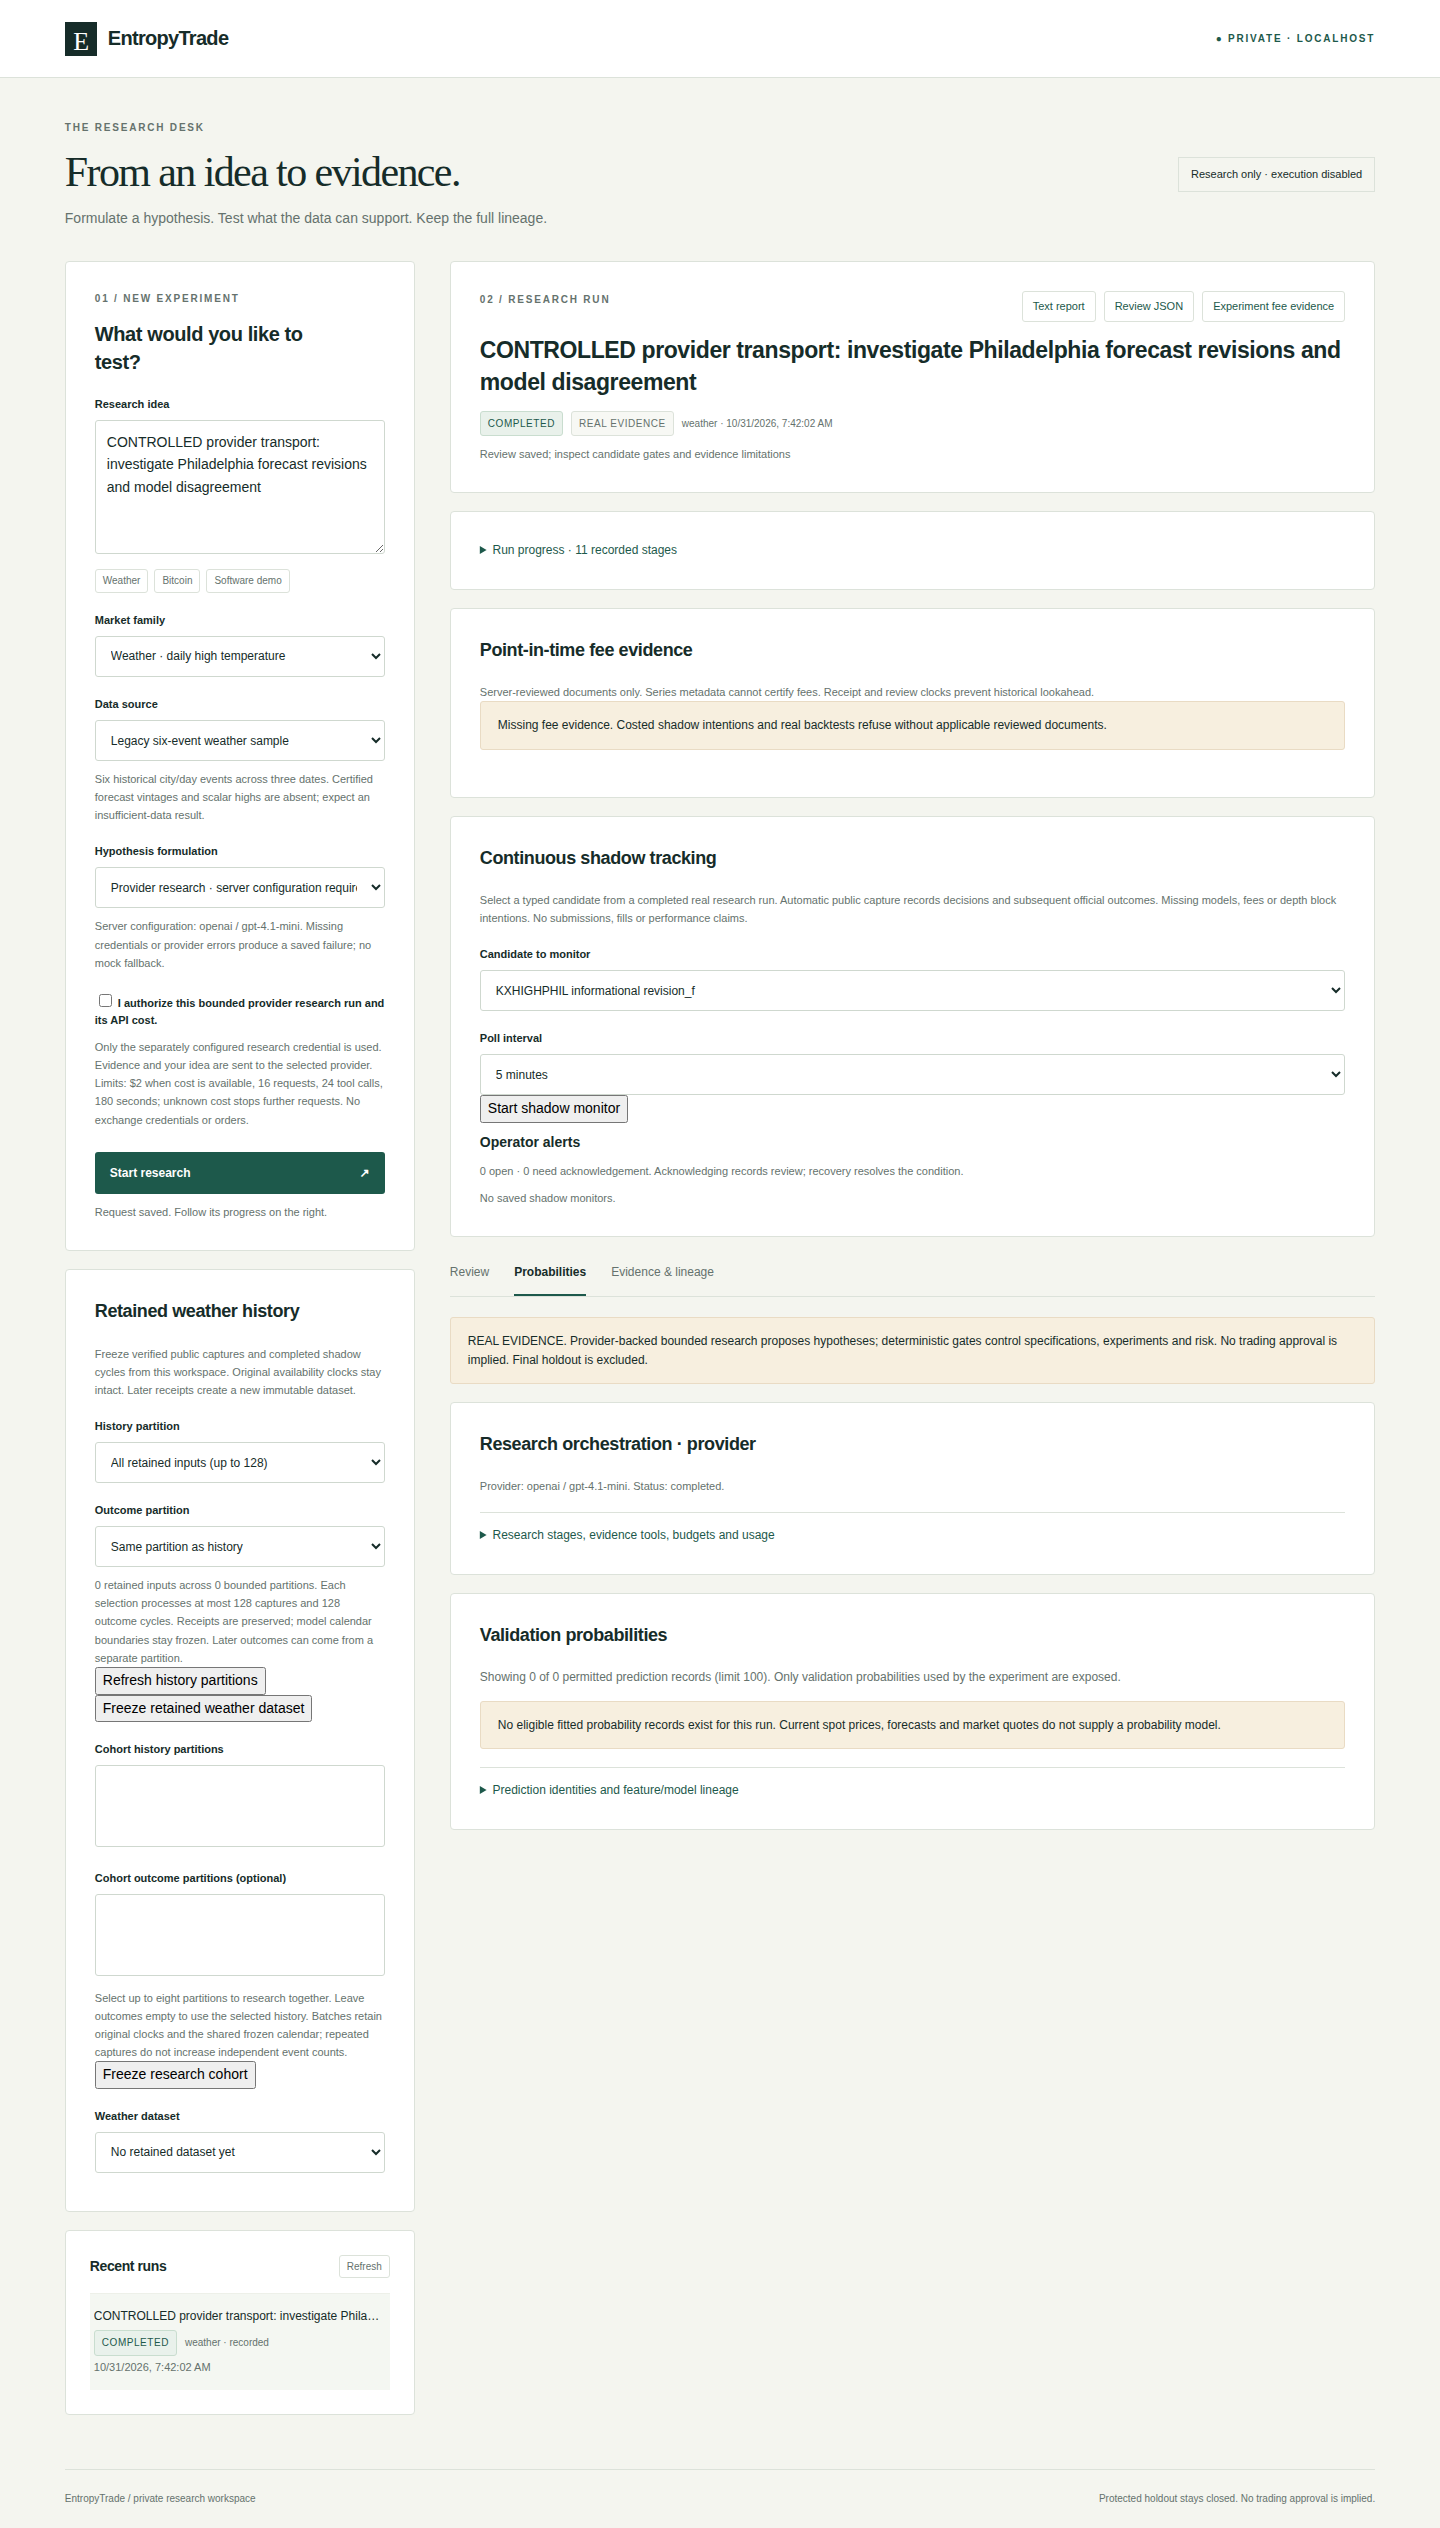 E EntropyTrade
● PRIVATE · LOCALHOST
THE RESEARCH DESK
From an idea to evidence.
Research only · execution disabled
Formulate a hypothesis. Test what the data can support. Keep the full lineage.
01 / NEW EXPERIMENT
What would you like to
test?
Research idea
CONTROLLED provider transport:
investigate Philadelphia forecast revisions
and model disagreement
Weather
Bitcoin
Software demo
Market family
Weather · daily high temperature
Data source
Legacy six-event weather sample
Six historical city/day events across three dates. Certified
forecast vintages and scalar highs are absent; expect an
insufficient-data result.
Hypothesis formulation
Provider research · server configuration require
Server configuration: openai / gpt-4.1-mini. Missing
credentials or provider errors produce a saved failure; no
mock fallback.
I authorize this bounded provider research run and
its API cost.
Only the separately configured research credential is used.
Evidence and your idea are sent to the selected provider.
Limits: $2 when cost is available, 16 requests, 24 tool calls,
180 seconds; unknown cost stops further requests. No
exchange credentials or orders.
Start research ↗
Request saved. Follow its progress on the right.
Retained weather history
Freeze verified public captures and completed shadow
cycles from this workspace. Original availability clocks stay
intact. Later receipts create a new immutable dataset.
History partition
All retained inputs (up to 128)
Outcome partition
Same partition as history
0 retained inputs across 0 bounded partitions. Each
selection processes at most 128 captures and 128
outcome cycles. Receipts are preserved; model calendar
boundaries stay frozen. Later outcomes can come from a
separate partition.
Refresh history partitions
Freeze retained weather dataset
Cohort history partitions
Cohort outcome partitions (optional)
Select up to eight partitions to research together. Leave
outcomes empty to use the selected history. Batches retain
original clocks and the shared frozen calendar; repeated
captures do not increase independent event counts.
Freeze research cohort
Weather dataset
No retained dataset yet
Recent runs
Refresh
CONTROLLED provider transport: investigate Phila…
COMPLETED weather · recorded
10/31/2026, 7:42:02 AM
02 / RESEARCH RUN
Text report
Review JSON
Experiment fee evidence
CONTROLLED provider transport: investigate Philadelphia forecast revisions and
model disagreement
COMPLETED REAL EVIDENCE weather · 10/31/2026, 7:42:02 AM
Review saved; inspect candidate gates and evidence limitations
▶ Run progress · 11 recorded stages
Point-in-time fee evidence
Server-reviewed documents only. Series metadata cannot certify fees. Receipt and review clocks prevent historical lookahead.
Missing fee evidence. Costed shadow intentions and real backtests refuse without applicable reviewed documents.
Continuous shadow tracking
Select a typed candidate from a completed real research run. Automatic public capture records decisions and subsequent official outcomes. Missing models, fees or depth block
intentions. No submissions, fills or performance claims.
Candidate to monitor
KXHIGHPHIL informational revision_f
Poll interval
5 minutes
Start shadow monitor
Operator alerts
0 open · 0 need acknowledgement. Acknowledging records review; recovery resolves the condition.
No saved shadow monitors.
Review
Probabilities
Evidence & lineage
REAL EVIDENCE. Provider-backed bounded research proposes hypotheses; deterministic gates control specifications, experiments and risk. No trading approval is
implied. Final holdout is excluded.
Research orchestration · provider
Provider: openai / gpt-4.1-mini. Status: completed.
▶ Research stages, evidence tools, budgets and usage
Validation probabilities
Showing 0 of 0 permitted prediction records (limit 100). Only validation probabilities used by the experiment are exposed.
No eligible fitted probability records exist for this run. Current spot prices, forecasts and market quotes do not supply a probability model.
▶ Prediction identities and feature/model lineage
EntropyTrade / private research workspace
Protected holdout stays closed. No trading approval is implied.